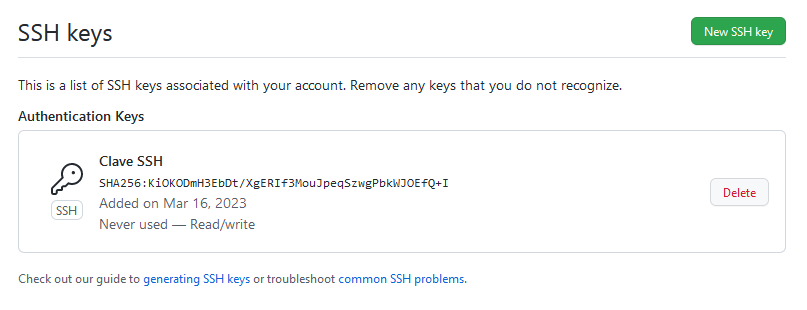 SSH keys
New SSH key
This is a list of SSH keys associated with your account. Remove any keys that you do not recognize.
Authentication Keys
Clave SSH
SHA256:KiOKODmH3EbDt/XgERIf3MouJpeqSzwgPbkWJOEfQ+I
Added on Mar 16, 2023
Never used — Read/write
SSH
Delete
Check out our guide to generating SSH keys or troubleshoot common SSH problems.